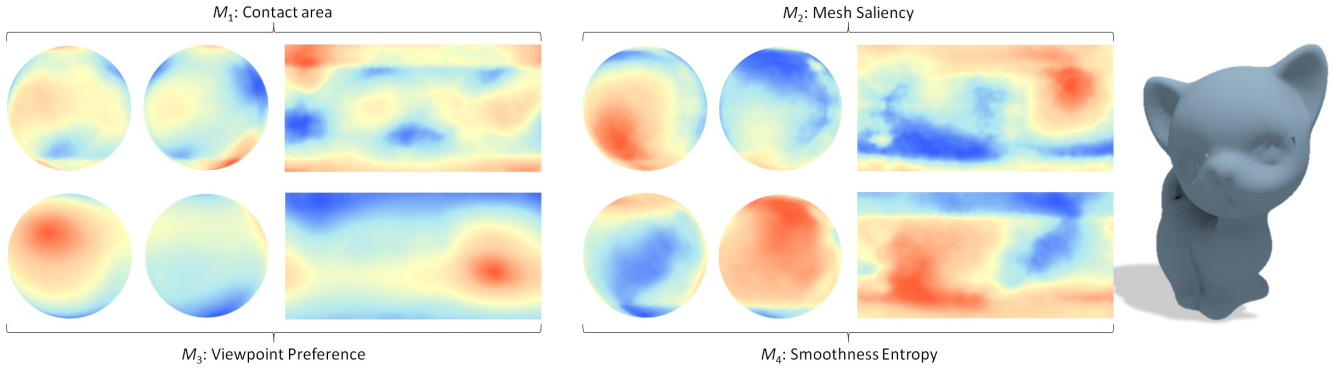 M₁: Contact area
M₂: Mesh Saliency
M₃: Viewpoint Preference
M₄: Smoothness Entropy